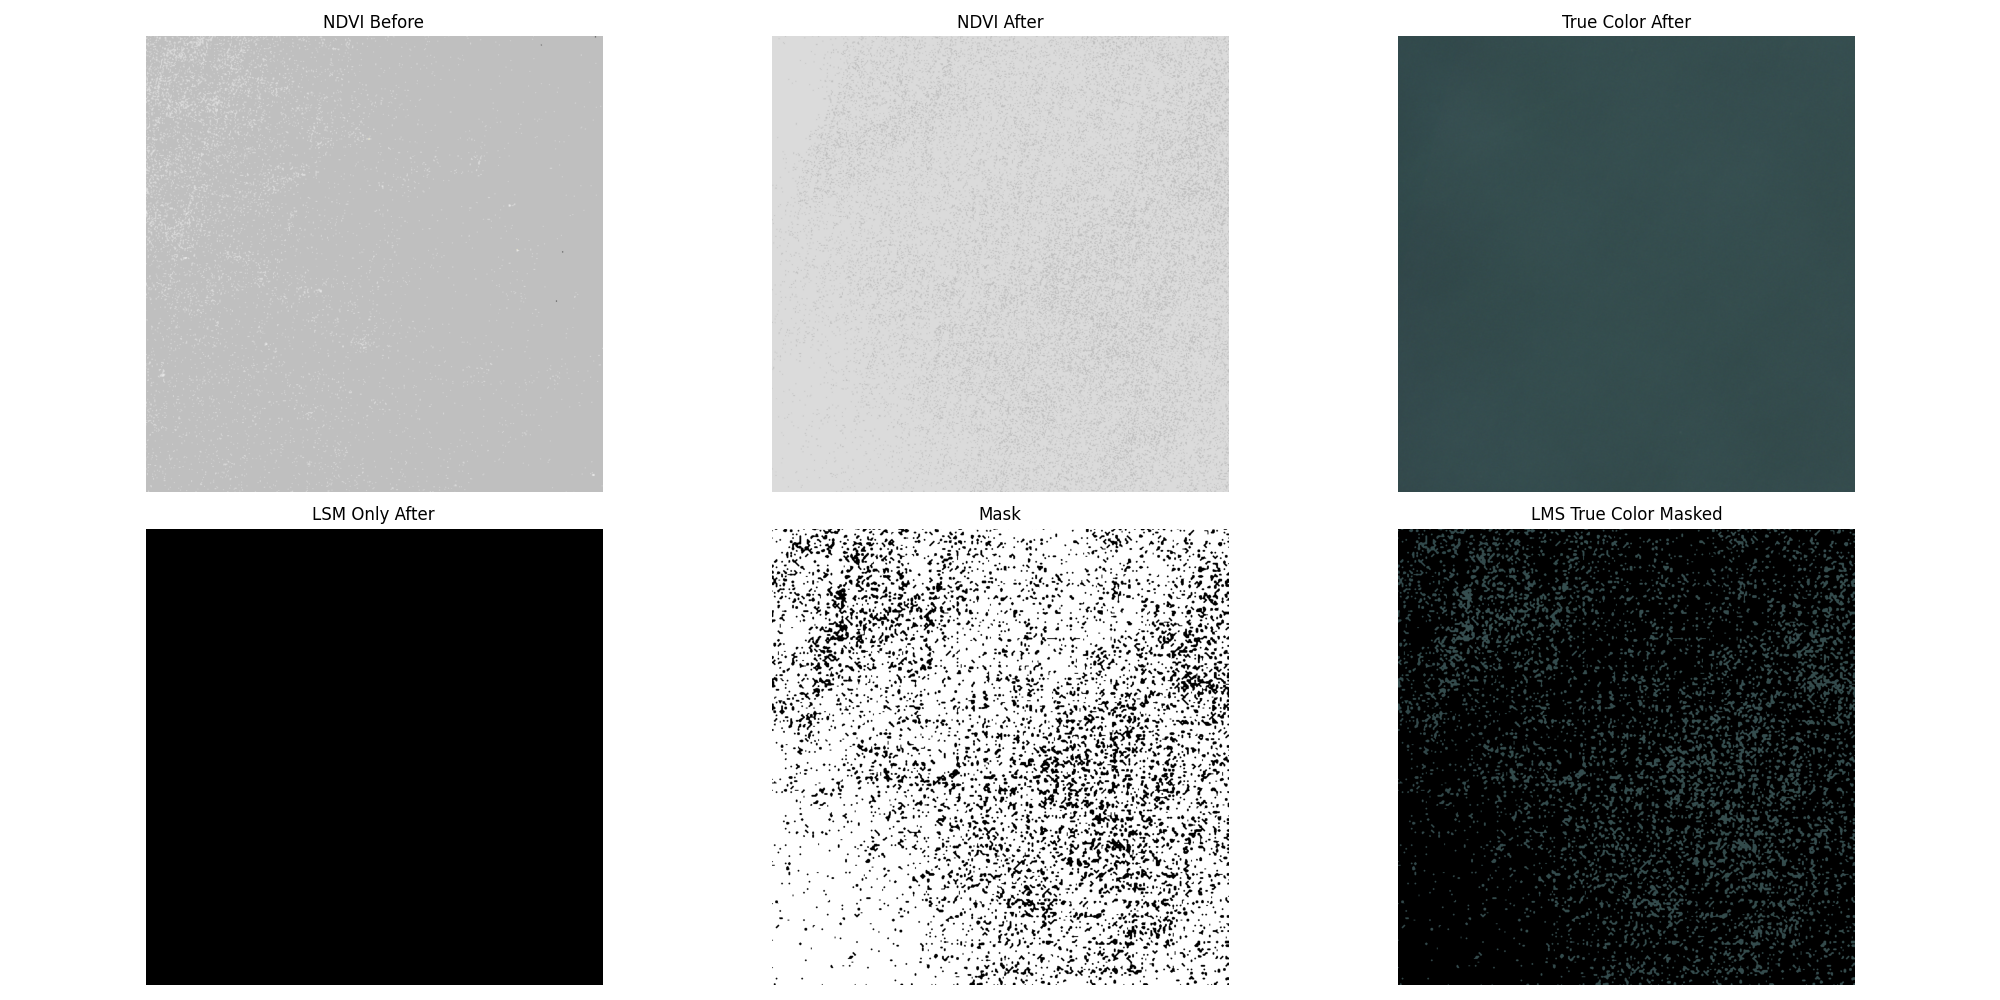 NDVI Before
NDVI After
True Color After
LSM Only After
Mask
LMS True Color Masked